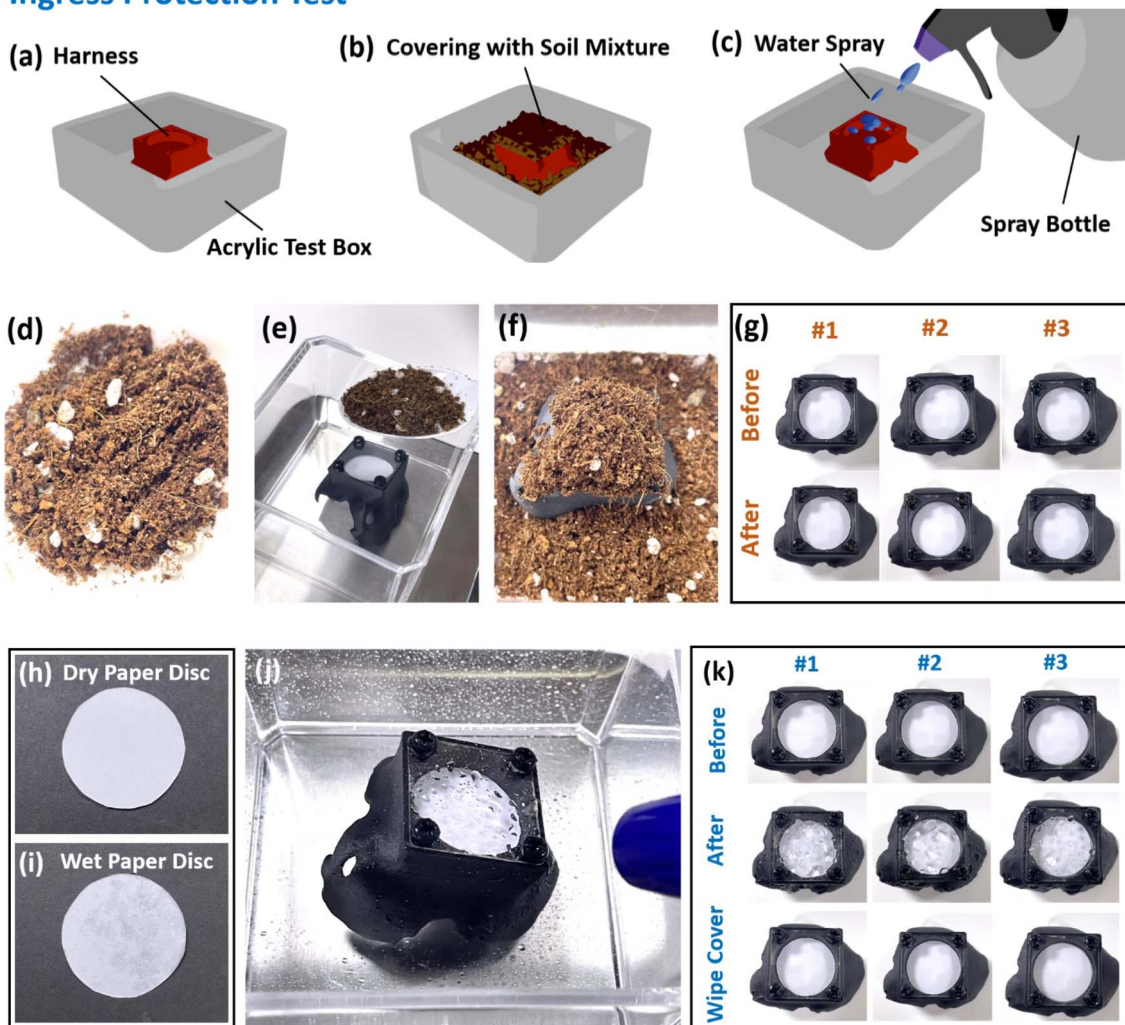 Ingress Protection Test
(a) Harness
Acrylic Test Box
(b) Covering with Soil Mixture
(c) Water Spray
Spray Bottle
(d)
(e)
(f)
(g)
#1 #2 #3
Before
After
(h) Dry Paper Disc
(i) Wet Paper Disc
(j)
(k)
#1 #2 #3
Before
After
Wipe Cover